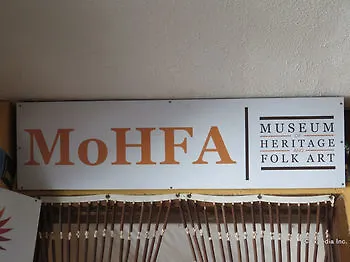 MoHFA
MUSEUM
OF
HERITAGE
AND
FOLK ART